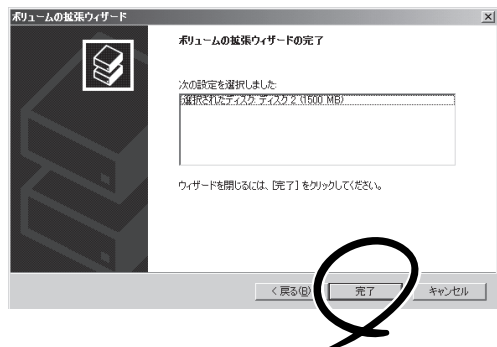 ボリュームの拡張ウィザード
ボリュームの拡張ウィザードの完了
次の設定を選択しました:
選択されたディスク: ディスク 2 (1500 MB)
ウィザードを閉じるには、[完了] をクリックしてください。
< 戻る(B) 完了 キャンセル